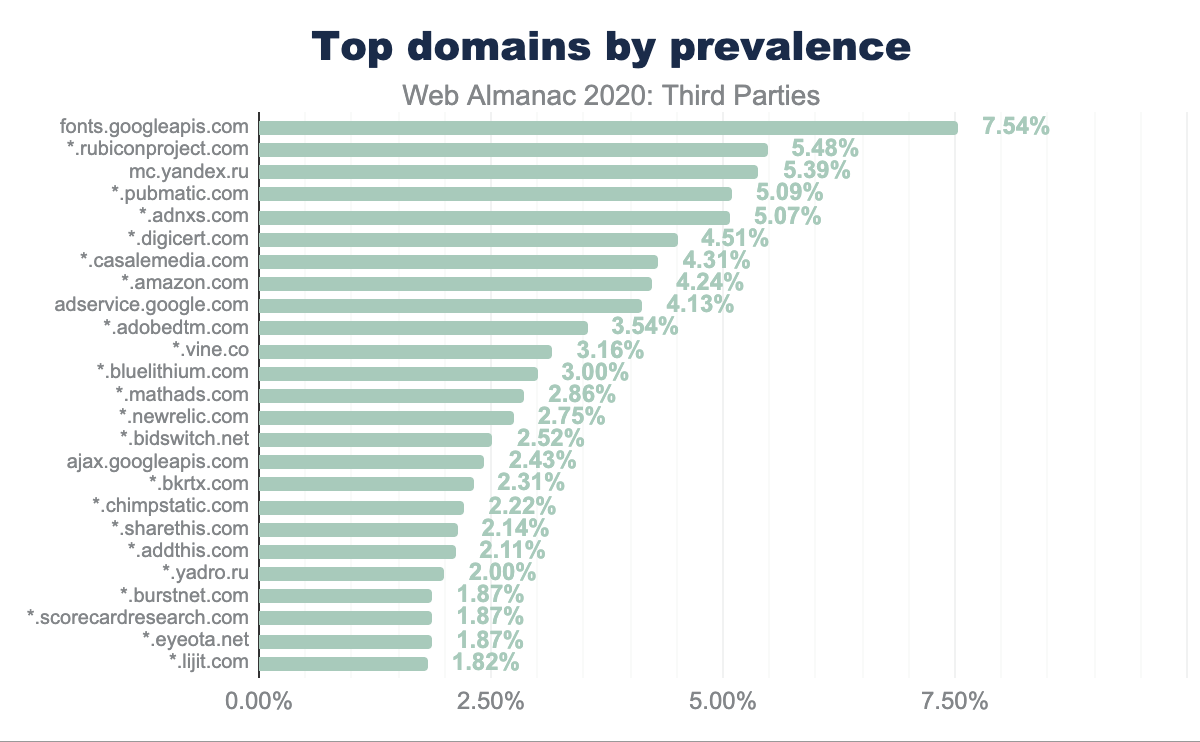 Top domains by prevalence
Web Almanac 2020: Third Parties
fonts.googleapis.com 7.54%
*.rubiconproject.com 5.48%
mc.yandex.ru 5.39%
*.pubmatic.com 5.09%
*.adnxs.com 5.07%
*.digicert.com 4.51%
*.casalemedia.com 4.31%
*.amazon.com 4.24%
adservice.google.com 4.13%
*.adobedtm.com 3.54%
*.vine.co 3.16%
*.bluelithium.com 3.00%
*.mathads.com 2.86%
*.newrelic.com 2.75%
*.bidswitch.net 2.52%
ajax.googleapis.com 2.43%
*.bkrtx.com 2.31%
*.chimpstatic.com 2.22%
*.sharethis.com 2.14%
*.addthis.com 2.11%
*.yadro.ru 2.00%
*.burstnet.com 1.87%
*.scorecardresearch.com 1.87%
*.eyeota.net 1.87%
*.lijit.com 1.82%
0.00% 2.50% 5.00% 7.50%